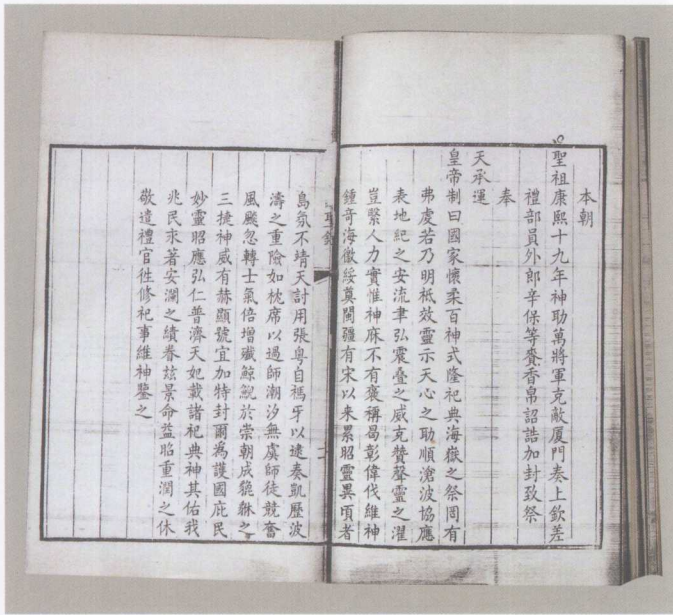 本朝
聖祖康熙十九年神助萬將軍克敵厦門奏上欽差
禮部員外郎辛保等賫香帛詔誥加封致祭
奉
天承運
皇帝制曰國家懷柔百神式隆祀典海嶽之祭罔有
弗虔若乃明祗效靈示天心之助順滄波協應
表地紀之安流聿弘震疊之威克贊聲靈之濯
豈繄人力實惟神庥不有褒稱曷彰偉伐維神
鍾奇海徼綏奠閩疆有宋以來累昭靈異頃者
島氛不靖天討用張粤自禡牙以逮奏凱歷波
濤之重險如枕席以過師潮汐無虞師徒競奮
風飈忽轉士氣倍增殲鯨鯢於崇朝成貔貅之
三捷神威有赫顯號宜加特封爾為護國庇民
妙靈昭應弘仁普濟天妃載諸祀典神其佑我
兆民永著安瀾之績眷兹景命益昭重潤之休
敬遣禮官徃修祀事維神鑒之